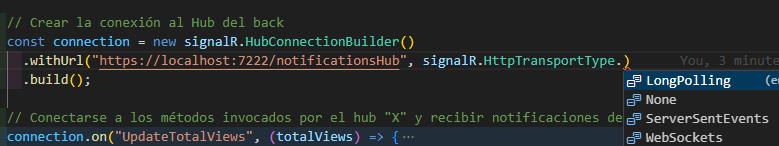 // Crear la conexión al Hub del back
const connection = new signalR.HubConnectionBuilder()
.withUrl("https://localhost:7222/notificationsHub", signalR.HttpTransportType.) You, 3 minute
.build();
LongPolling (en
None
ServerSentEvents
WebSockets
// Conectarse a los métodos invocados por el hub "X" y recibir notificaciones de
connection.on("UpdateTotalViews", (totalViews) => { ⋯